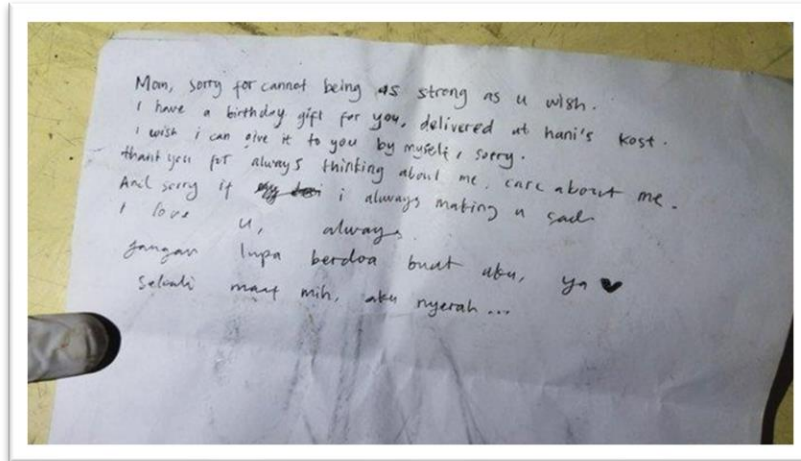 Mom, sorry for cannot being as strong as u wish.
I have a birthday gift for you, delivered at hani's kost.
I wish i can give it to you by myself, sorry.
thank you for always thinking about me, care about me.
And sorry if i always making u sad
I love u, always.
Jangan lupa berdoa buat aku, ya ♥
Sekali maaf mih, aku nyerah...